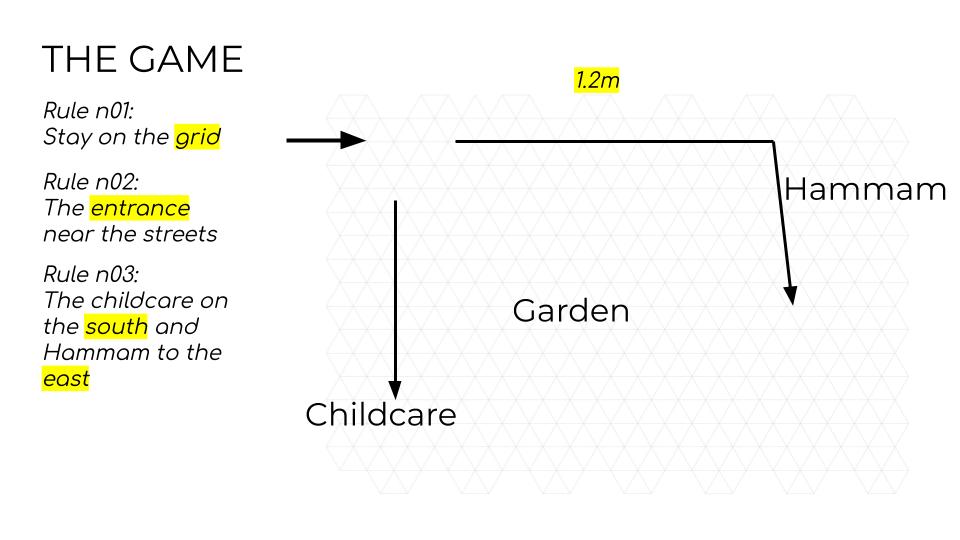 THE GAME
Rule n01:
Stay on the grid
Rule n02:
The entrance
near the streets
Rule n03:
The childcare on
the south and
Hammam to the
east
1.2m
Hammam
Garden
Childcare